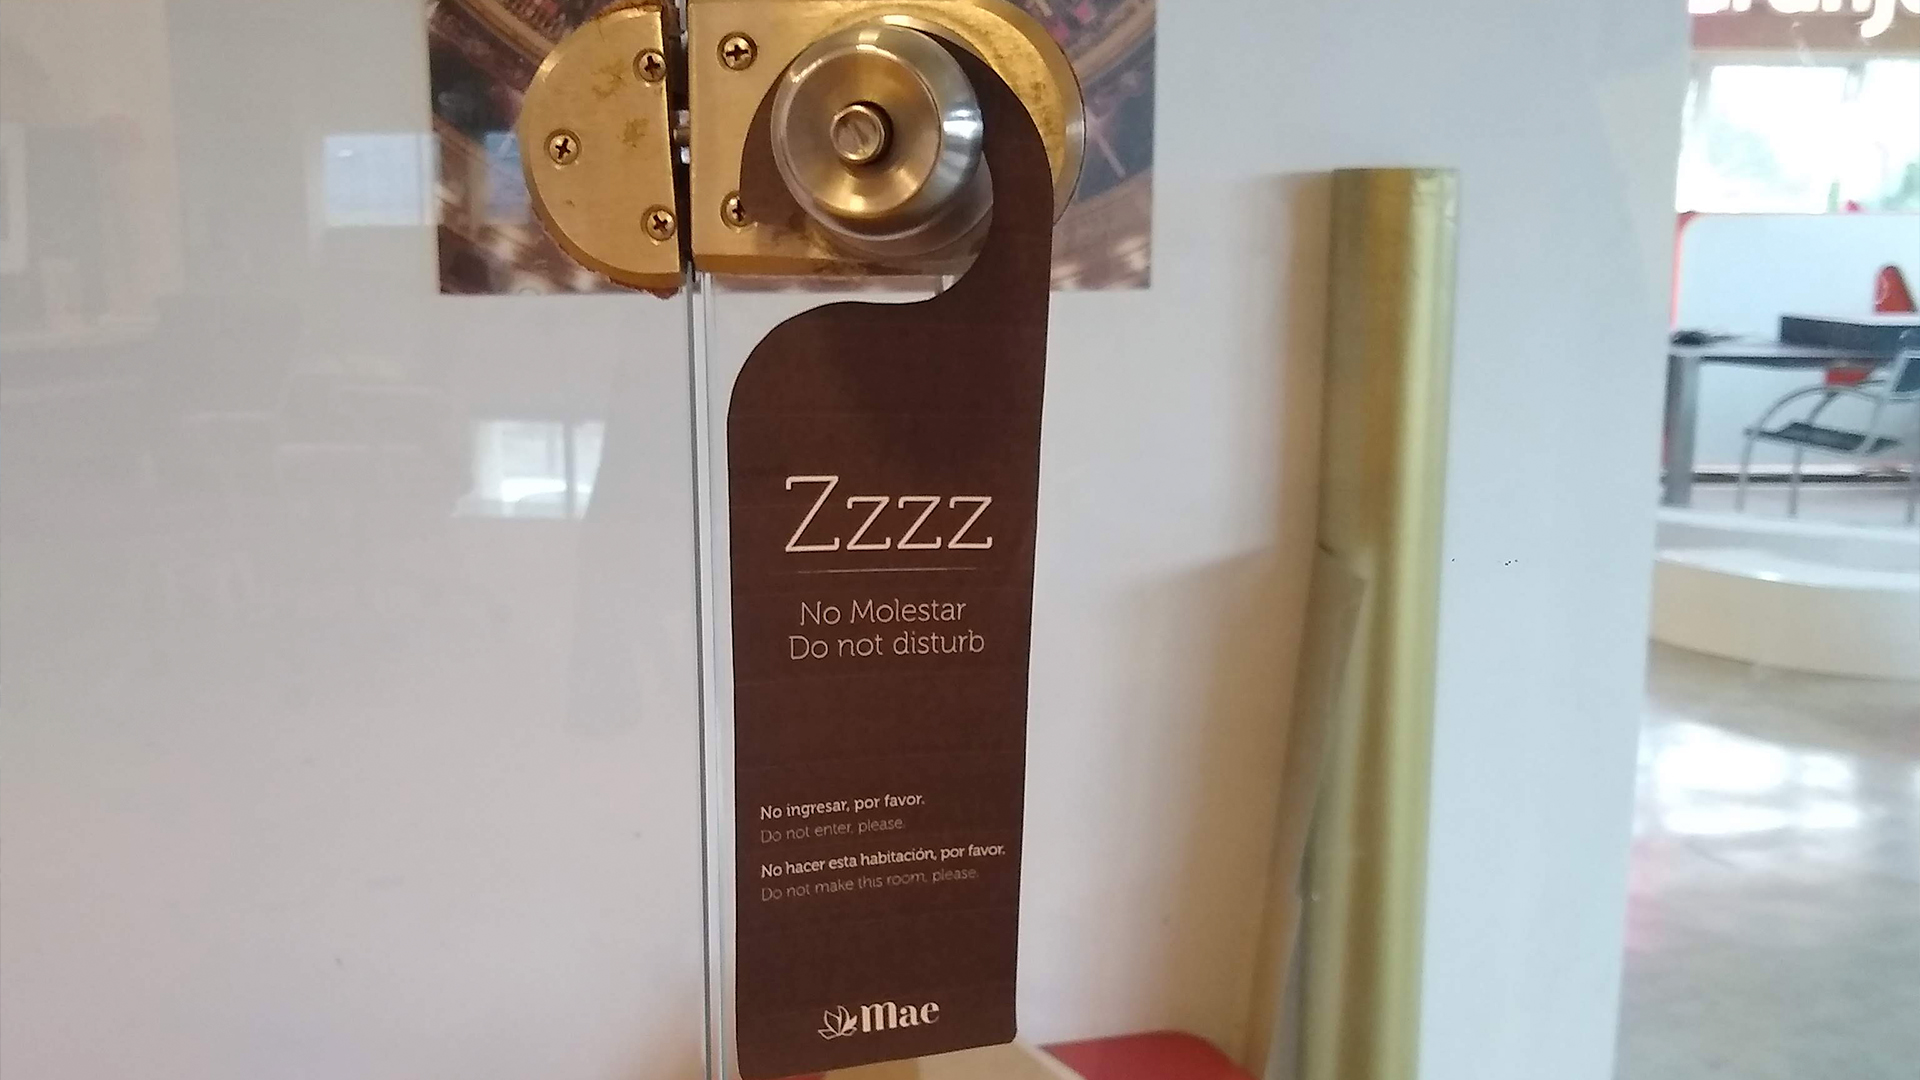 Zzzz
No Molestar
Do not disturb
No ingresar, por favor.
Do not enter, please.
No hacer esta habitación, por favor.
Do not make this room, please.
mae